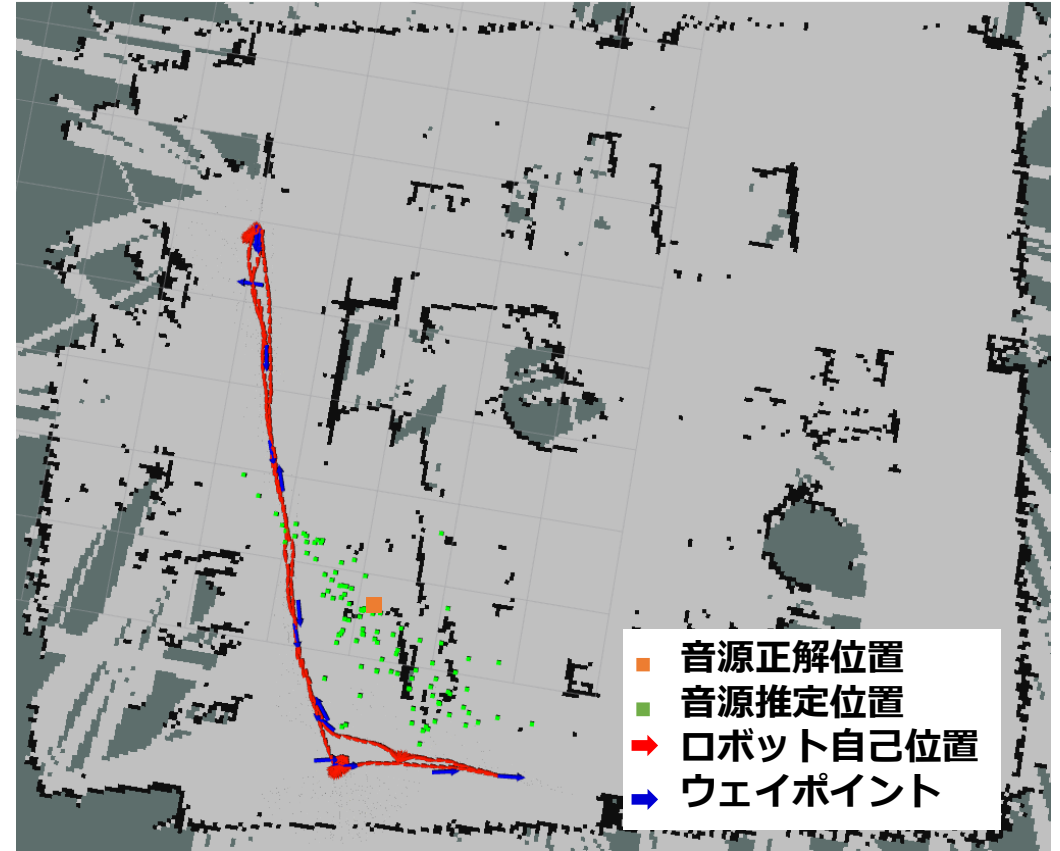 音源正解位置
音源推定位置
ロボット自己位置
ウェイポイント